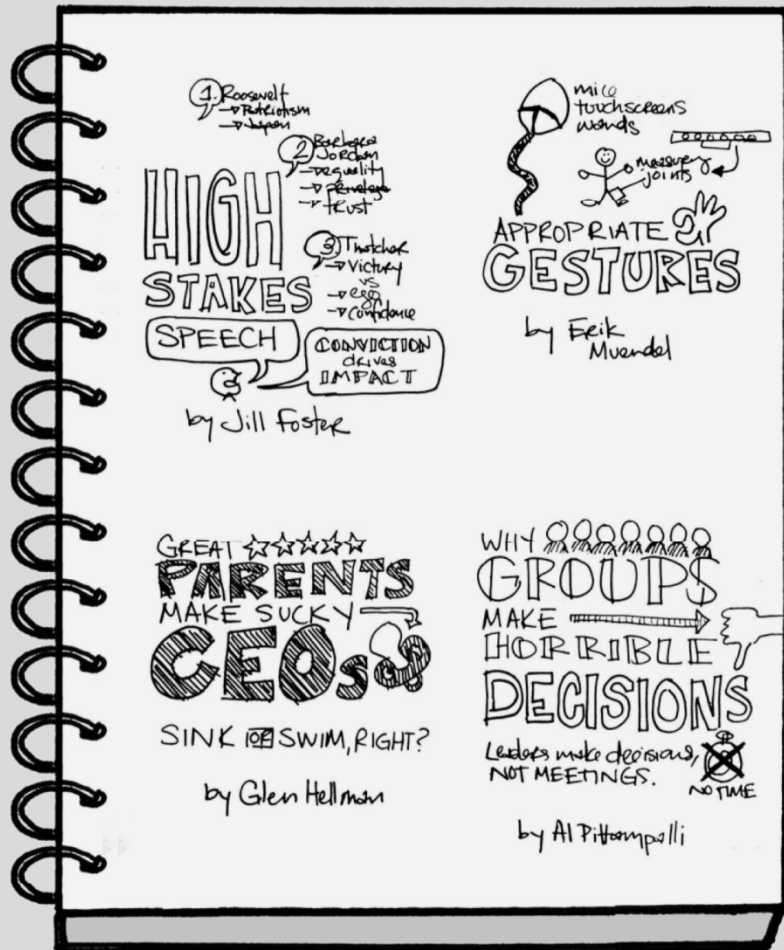 1. Roosevelt
→ Patriotism
→ Japan
2 Barbara
Jordan
→ equality
→ privilege
→ trust
HIGH
STAKES
SPEECH
3 Thatcher
→ Victory
vs
→ ego
→ Confidence
CONVICTION
drives
IMPACT
by Jill Foster
mice
touchscreens
wands
joints
APPROPRIATE
GESTURES
by Erik
Muendel
GREAT ☆☆☆☆☆
PARENTS
MAKE SUCKY
CEOs
SINK OR SWIM, RIGHT?
by Glen Hellman
WHY
GROUPS
MAKE
HORRIBLE
DECISIONS
Leaders make decisions,
NOT MEETINGS.
NO TIME
by Al Pittampalli